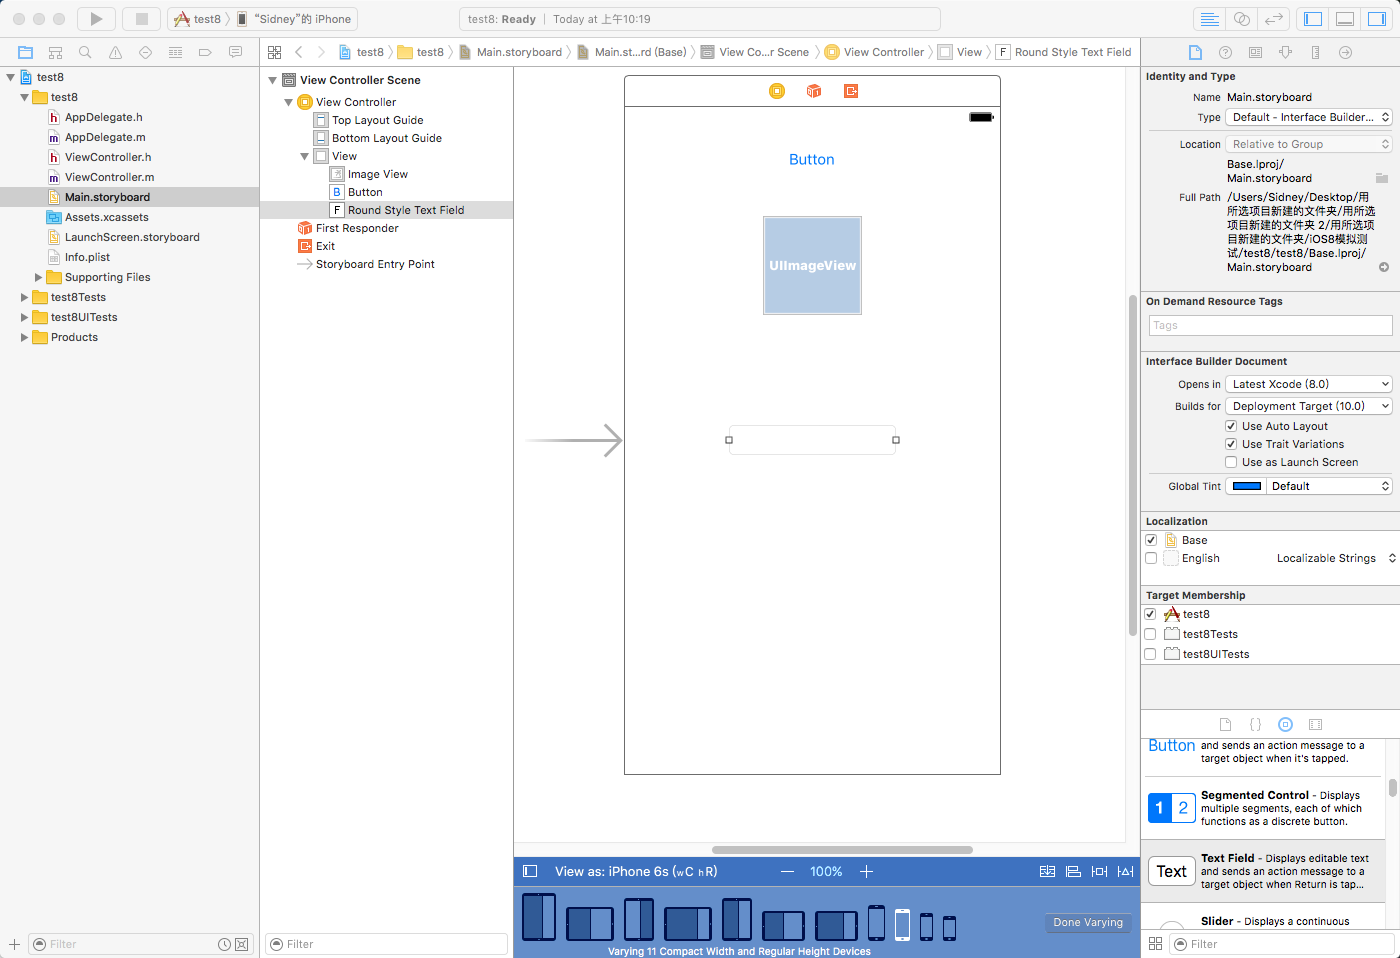 test8
“Sidney”的 iPhone
test8: Ready
Today at 上午10:19
test8
test8
Main.storyboard
Main.st...rd (Base)
View Co...r Scene
View Controller
View
F
Round Style Text Field
test8
test8
AppDelegate.h
AppDelegate.m
ViewController.h
ViewController.m
Main.storyboard
Assets.xcassets
LaunchScreen.storyboard
Info.plist
Supporting Files
test8Tests
test8UITests
Products
Filter
View Controller Scene
View Controller
Top Layout Guide
Bottom Layout Guide
View
Image View
B Button
F Round Style Text Field
First Responder
Exit
Storyboard Entry Point
Filter
Button
UIImageView
View as: iPhone 6s (wC hR)
100%
Varying 11 Compact Width and Regular Height Devices
Done Varying
Identity and Type
Name Main.storyboard
Type Default - Interface Builder...
Location Relative to Group
Base.lproj/
Main.storyboard
Full Path /Users/Sidney/Desktop/用
所选项目新建的文件夹/用所选
项目新建的文件夹 2/用所选项
目新建的文件夹/iOS8模拟测
试/test8/test8/Base.lproj/
Main.storyboard
On Demand Resource Tags
Tags
Interface Builder Document
Opens in Latest Xcode (8.0)
Builds for Deployment Target (10.0)
Use Auto Layout
Use Trait Variations
Use as Launch Screen
Global Tint Default
Localization
Base
English Localizable Strings
Target Membership
test8
test8Tests
test8UITests
Button and sends an action message to a
target object when it's tapped.
1 2
Segmented Control - Displays
multiple segments, each of which
functions as a discrete button.
Text
Text Field - Displays editable text
and sends an action message to a
target object when Return is tap...
Slider - Displays a continuous
Filter